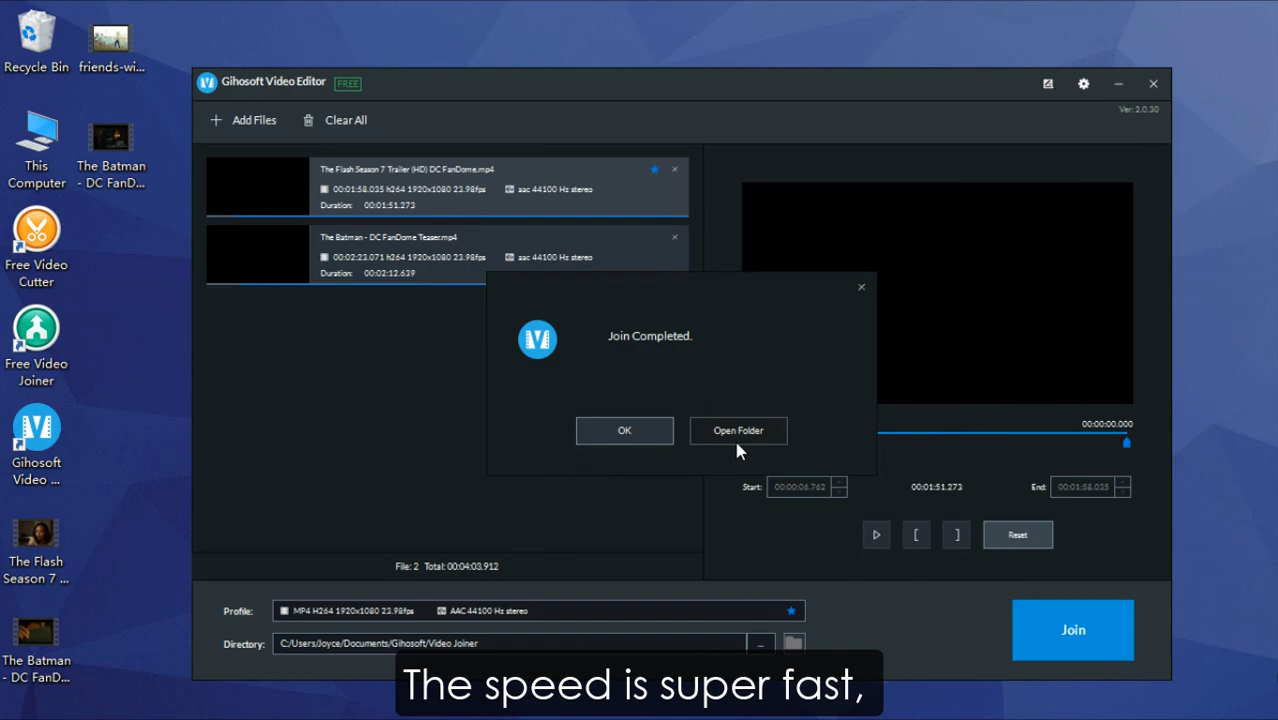 Recycle Bin
friends-wi...
This
Computer
The Batman
- DC FanD...
Free Video
Cutter
Free Video
Joiner
Gihosoft
Video ...
The Flash
Season 7 ...
The Batman
- DC FanD...
Gihosoft Video Editor FREE
Ver: 2.0.30
+ Add Files Clear All
The Flash Season 7 Trailer (HD) DC FanDome.mp4
00:01:58.035 h264 1920x1080 23.98fps aac 44100 Hz stereo
Duration: 00:01:51.273
The Batman - DC FanDome Teaser.mp4
00:02:23.071 h264 1920x1080 23.98fps aac 44100 Hz stereo
Duration: 00:02:12.639
Join Completed.
OK Open Folder
00:00:00.000
Start: 00:00:06.762 00:01:51.273 End: 00:01:58.035
[ ] Reset
File: 2 Total: 00:04:03.912
Profile: MP4 H264 1920x1080 23.98fps AAC 44100 Hz stereo
Directory: C:/Users/Joyce/Documents/Gihosoft/Video Joiner ...
Join
The speed is super fast,